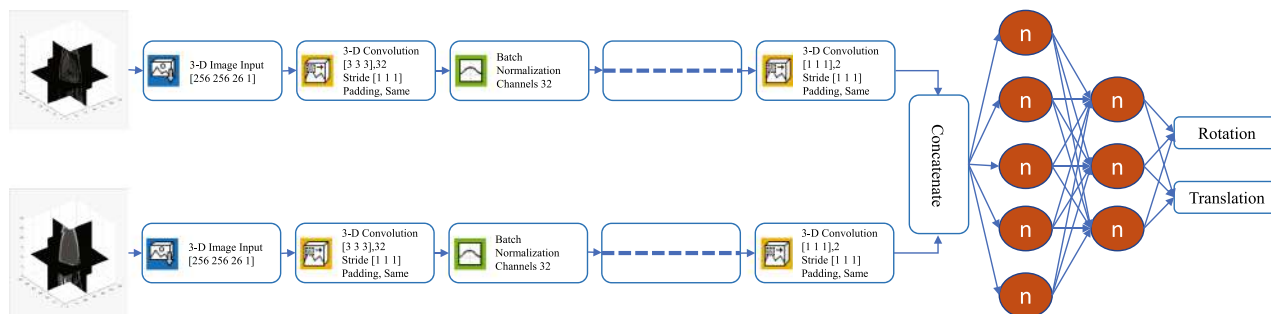 3-D Image Input
[256 256 26 1]
3-D Convolution
[3 3 3],32
Stride [1 1 1]
Padding, Same
Batch
Normalization
Channels 32
3-D Convolution
[1 1 1],2
Stride [1 1 1]
Padding, Same
3-D Image Input
[256 256 26 1]
3-D Convolution
[3 3 3],32
Stride [1 1 1]
Padding, Same
Batch
Normalization
Channels 32
3-D Convolution
[1 1 1],2
Stride [1 1 1]
Padding, Same
Concatenate
n
n
n
n
n
n
n
n
Rotation
Translation